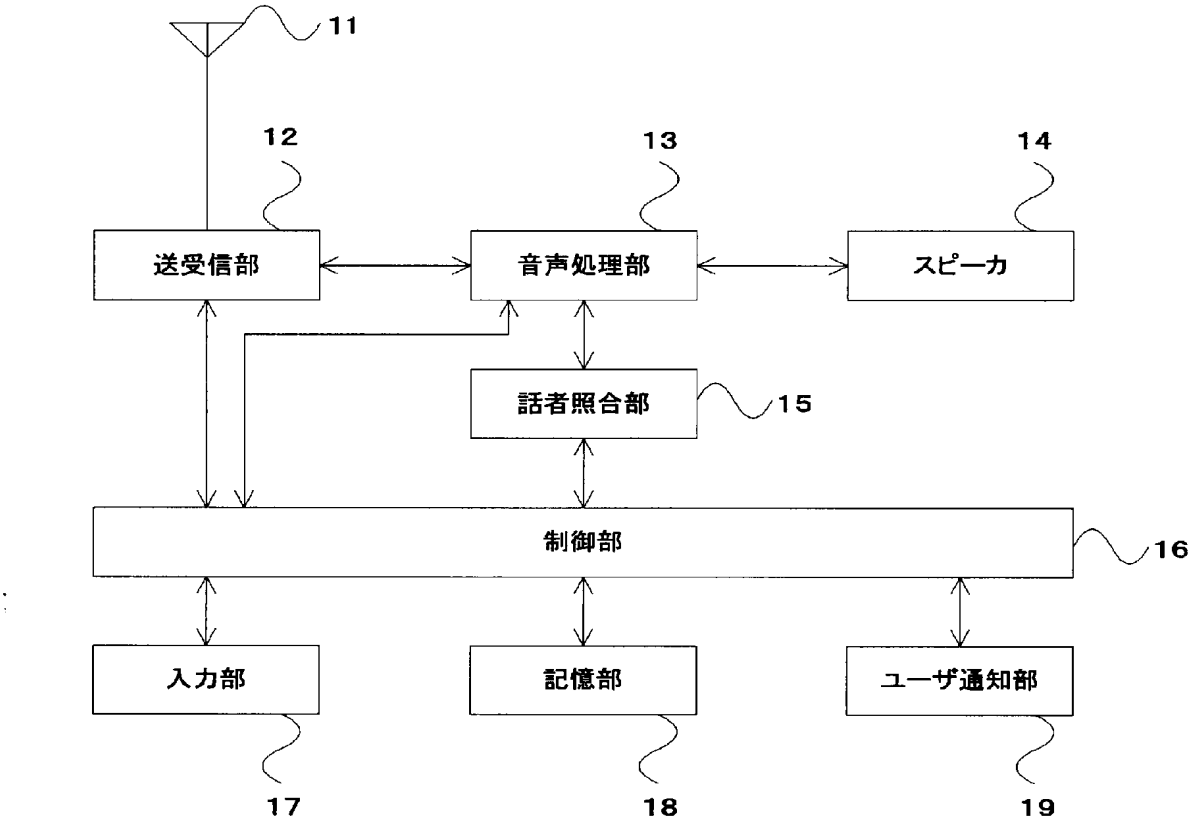 11
12
13
14
送受信部
音声処理部
スピーカ
話者照合部
15
制御部
16
入力部
記憶部
ユーザ通知部
17
18
19